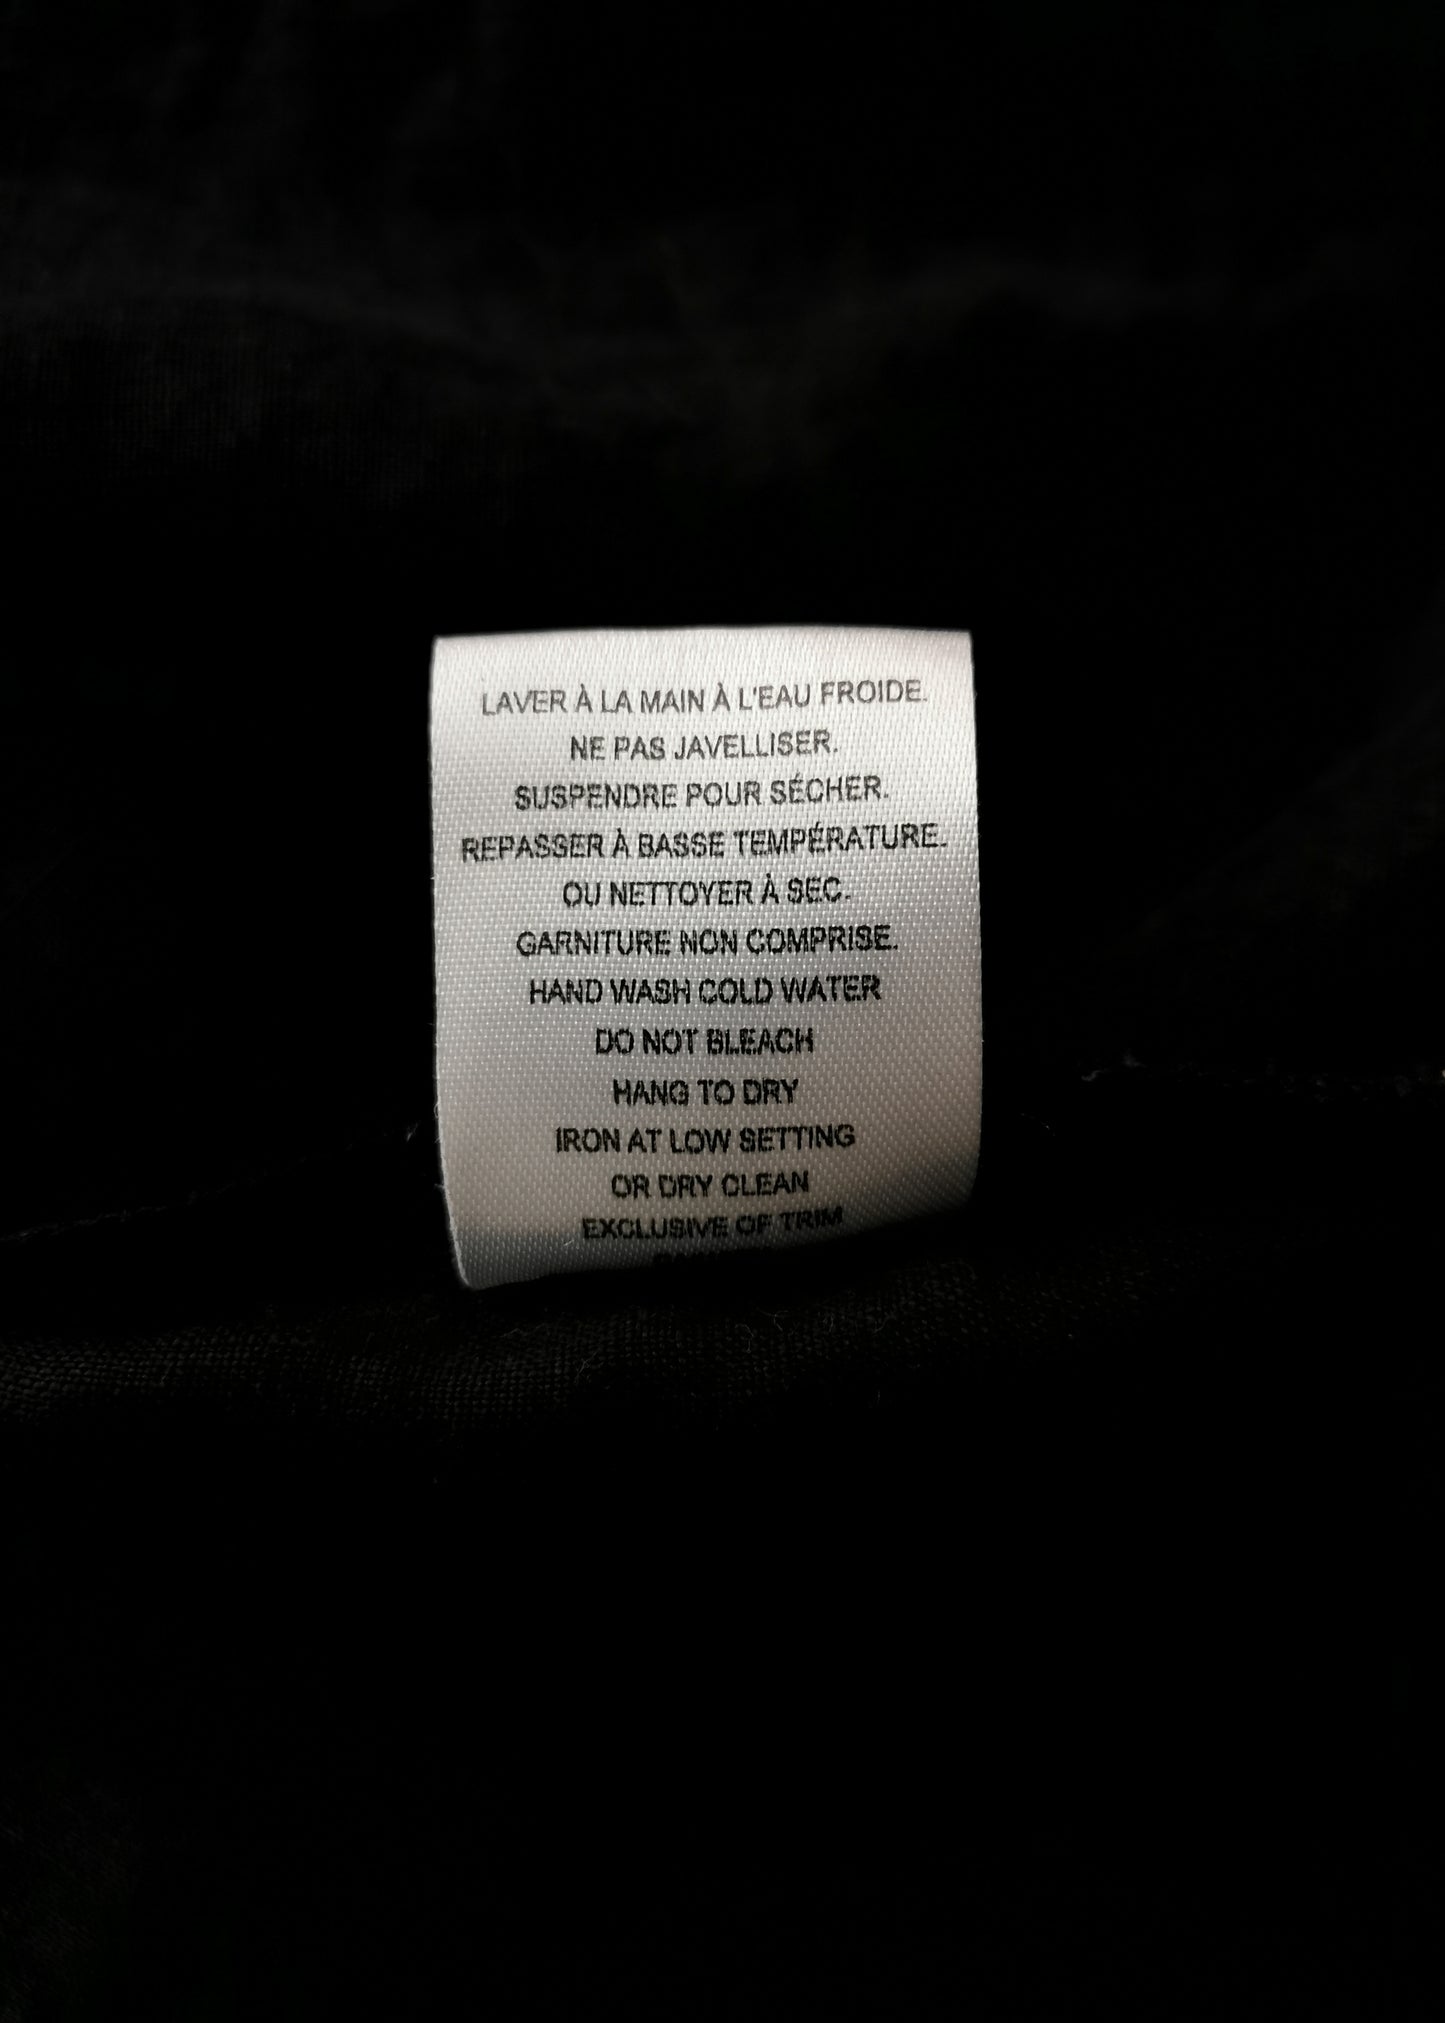 LAVER À LA MAIN À L'EAU FROIDE.
NE PAS JAVELLISER.
SUSPENDRE POUR SÉCHER.
REPASSER À BASSE TEMPÉRATURE.
OU NETTOYER À SEC.
GARNITURE NON COMPRISE.
HAND WASH COLD WATER
DO NOT BLEACH
HANG TO DRY
IRON AT LOW SETTING
OR DRY CLEAN
EXCLUSIVE OF TRIM